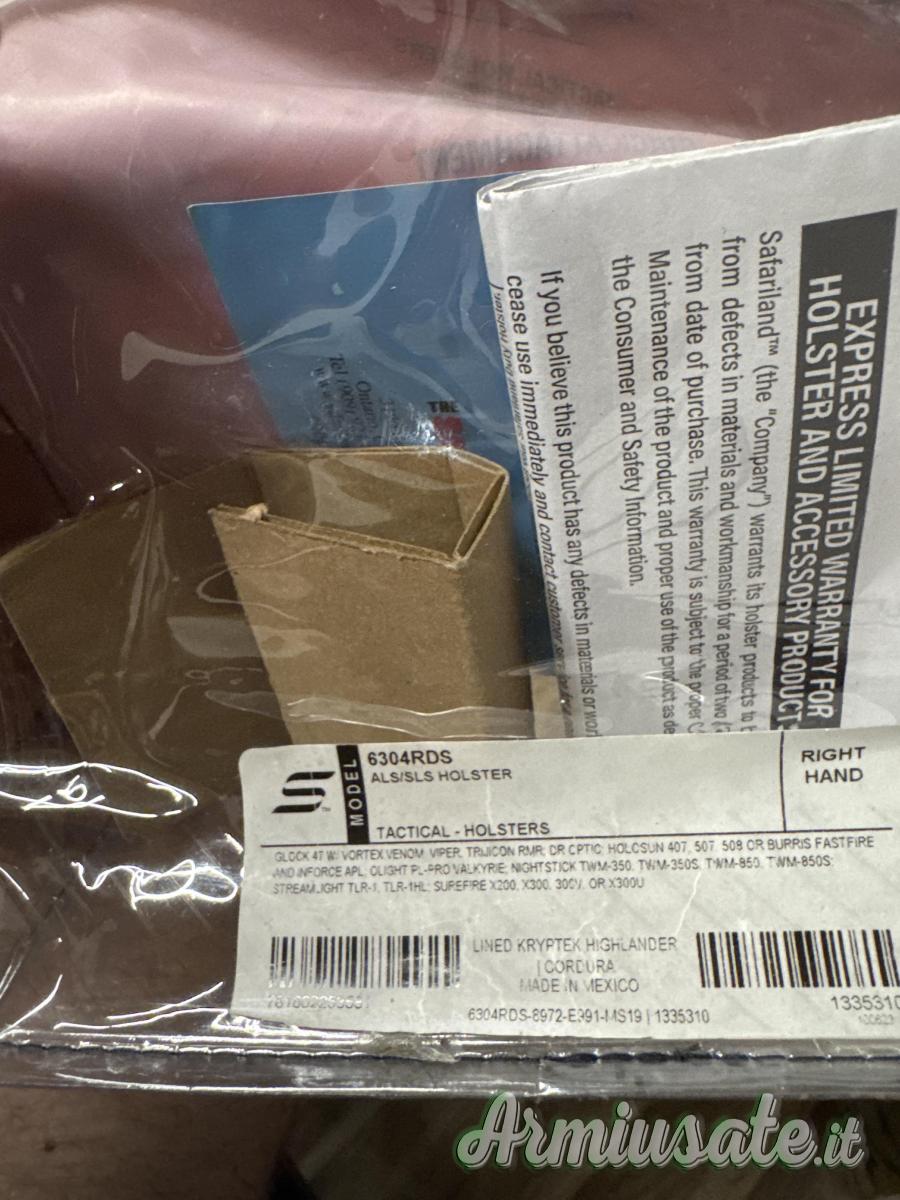 EXPRESS LIMITED WARRANTY FOR
HOLSTER AND ACCESSORY PRODUCT
Safariland™ (the "Company") warrants its holster products to
from defects in materials and workmanship for a period of two
from date of purchase. This warranty is subject to the proper
Maintenance of the product and proper use of the product as de
the Consumer and Safety Information.
If you believe this product has any defects in materials or wor
cease use immediately and contact customer
THE
MODEL
6304RDS
ALS/SLS HOLSTER
TACTICAL - HOLSTERS
RIGHT
HAND
GLOCK 47 W/ VORTEX VENOM, VIPER, TRIJICON RMR, DR OPTIC; HOLOSUN 407, 507, 508 OR BURRIS FASTFIRE
AND INFORCE APL; OLIGHT PL-PRO VALKYRIE; NIGHTSTICK TWM-350, TWM-350S, TWM-850, TWM-850S;
STREAMLIGHT TLR-1, TLR-1HL; SUREFIRE X200, X300, 300V, OR X300U
LINED KRYPTEK HIGHLANDER
| CORDURA
MADE IN MEXICO
6304RDS-8972-E991-MS19 | 1335310
1335310
Armiusate.it